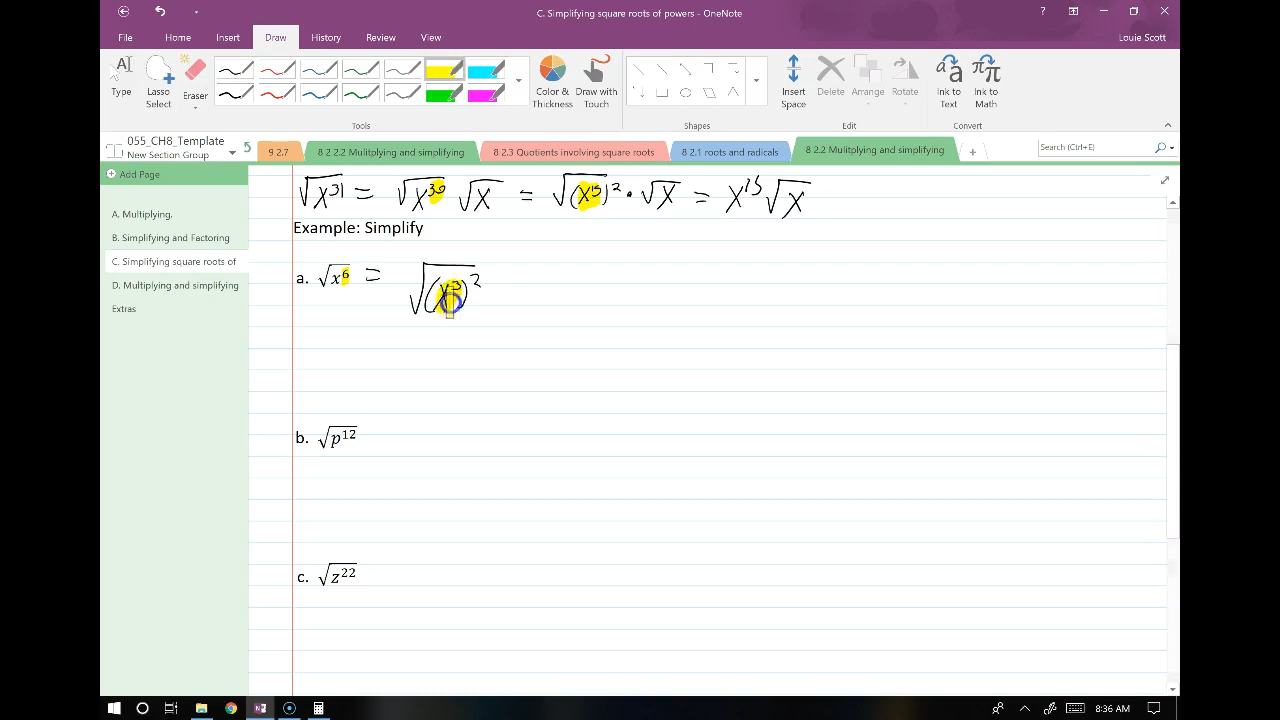 C. Simplifying square roots of powers - OneNote
?
File Home Insert Draw History Review View
Louie Scott
Type
Lasso Select
Eraser
Color & Thickness
Draw with Touch
Insert Space
Delete
Arrange
Rotate
Ink to Text
Ink to Math
Tools
Shapes
Edit
Convert
055_CH8_Template
New Section Group
9 2.7
8 2.2.2 Mulitplying and simplifying
8 2.3 Quotients involving square roots
8 2.1 roots and radicals
8 2.2 Mulitplying and simplifying
Search (Ctrl+E)
Add Page
A. Multiplying.
B. Simplifying and Factoring
C. Simplifying square roots of
D. Multiplying and simplifying
Extras
√x³¹ = √x³⁰ √x = √(x¹⁵)² • √x = x¹⁵√x
Example: Simplify
a. √x⁶ = √(x³)²
b. √p¹²
c. √z²²
8:36 AM